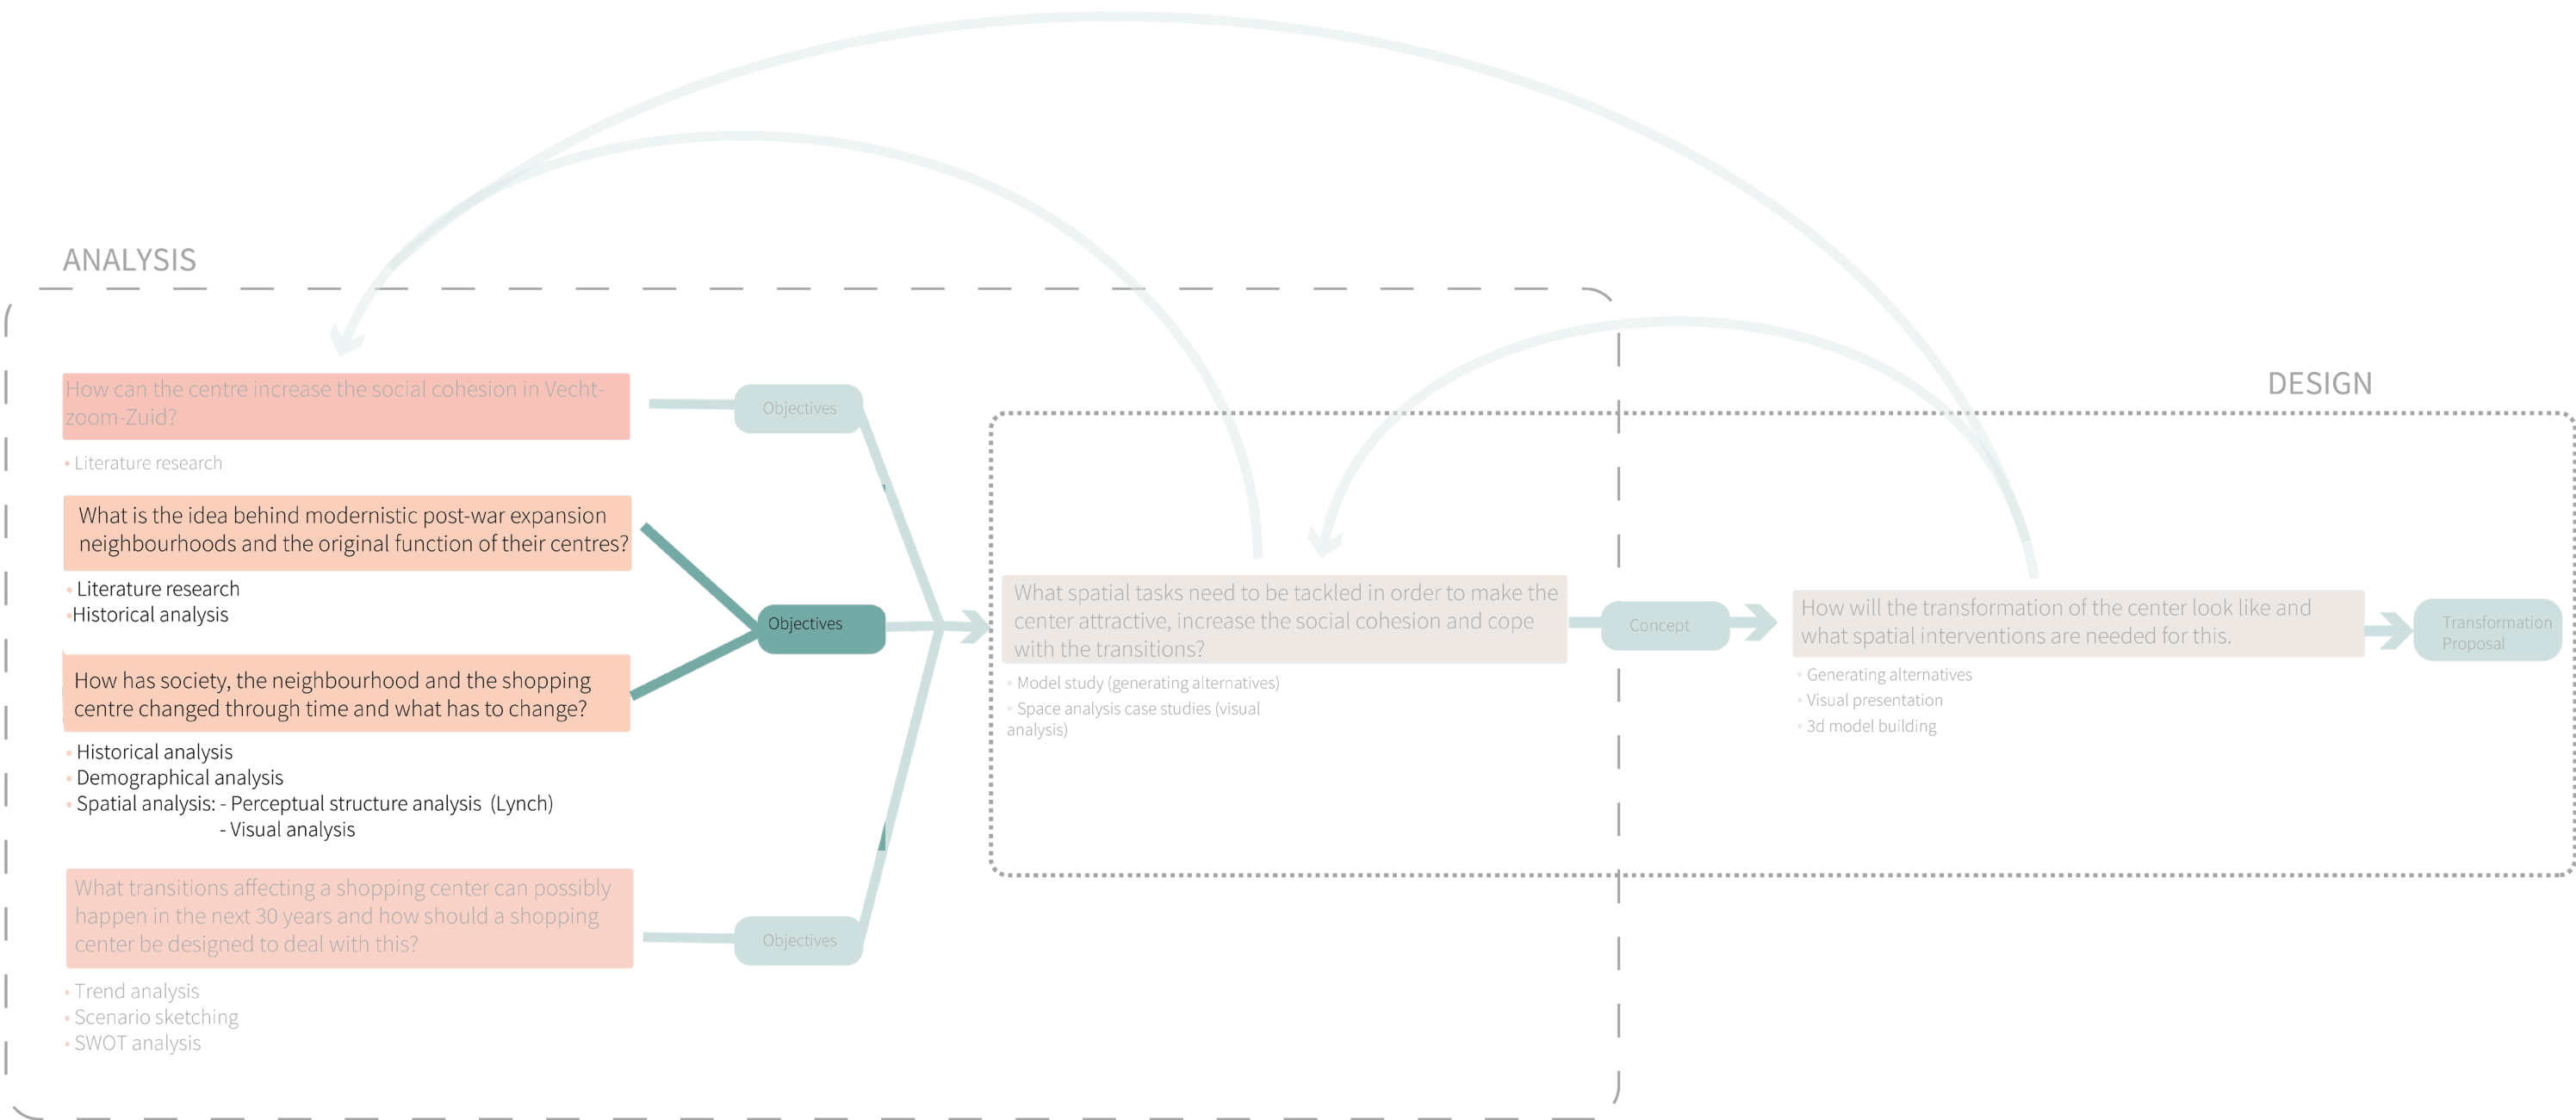 ANALYSIS
How can the centre increase the social cohesion in Vecht-
zoom-Zuid?
• Literature research
Objectives
What is the idea behind modernistic post-war expansion
neighbourhoods and the original function of their centres?
• Literature research
•Historical analysis
Objectives
How has society, the neighbourhood and the shopping
centre changed through time and what has to change?
• Historical analysis
• Demographical analysis
• Spatial analysis: - Perceptual structure analysis (Lynch)
- Visual analysis
What transitions affecting a shopping center can possibly
happen in the next 30 years and how should a shopping
center be designed to deal with this?
Objectives
• Trend analysis
• Scenario sketching
• SWOT analysis
DESIGN
What spatial tasks need to be tackled in order to make the
center attractive, increase the social cohesion and cope
with the transitions?
• Model study (generating alternatives)
• Space analysis case studies (visual
analysis)
Concept
How will the transformation of the center look like and
what spatial interventions are needed for this.
• Generating alternatives
• Visual presentation
• 3d model building
Transformation
Proposal